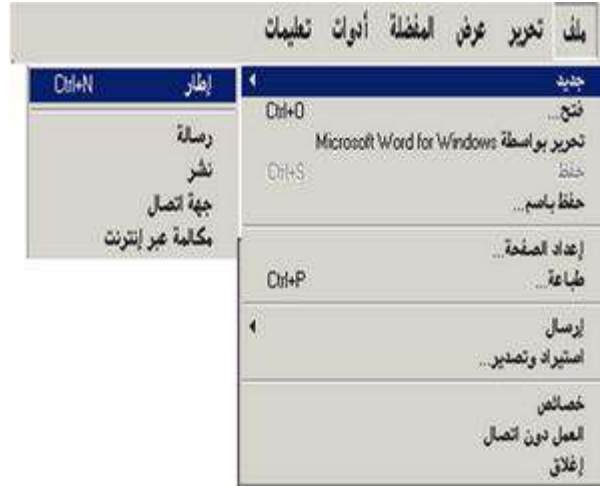 ملف تحرير عرض المفضلة أدوات تعليمات
جديد
فتح... Ctrl+O
تحرير بواسطة Microsoft Word for Windows
حفظ Ctrl+S
حفظ باسم...
إعداد الصفحة...
طباعة... Ctrl+P
إرسال
استيراد وتصدير...
خصائص
العمل دون اتصال
إغلاق
إطار Ctrl+N
رسالة
نشر
جهة اتصال
مكالمة عبر إنترنت